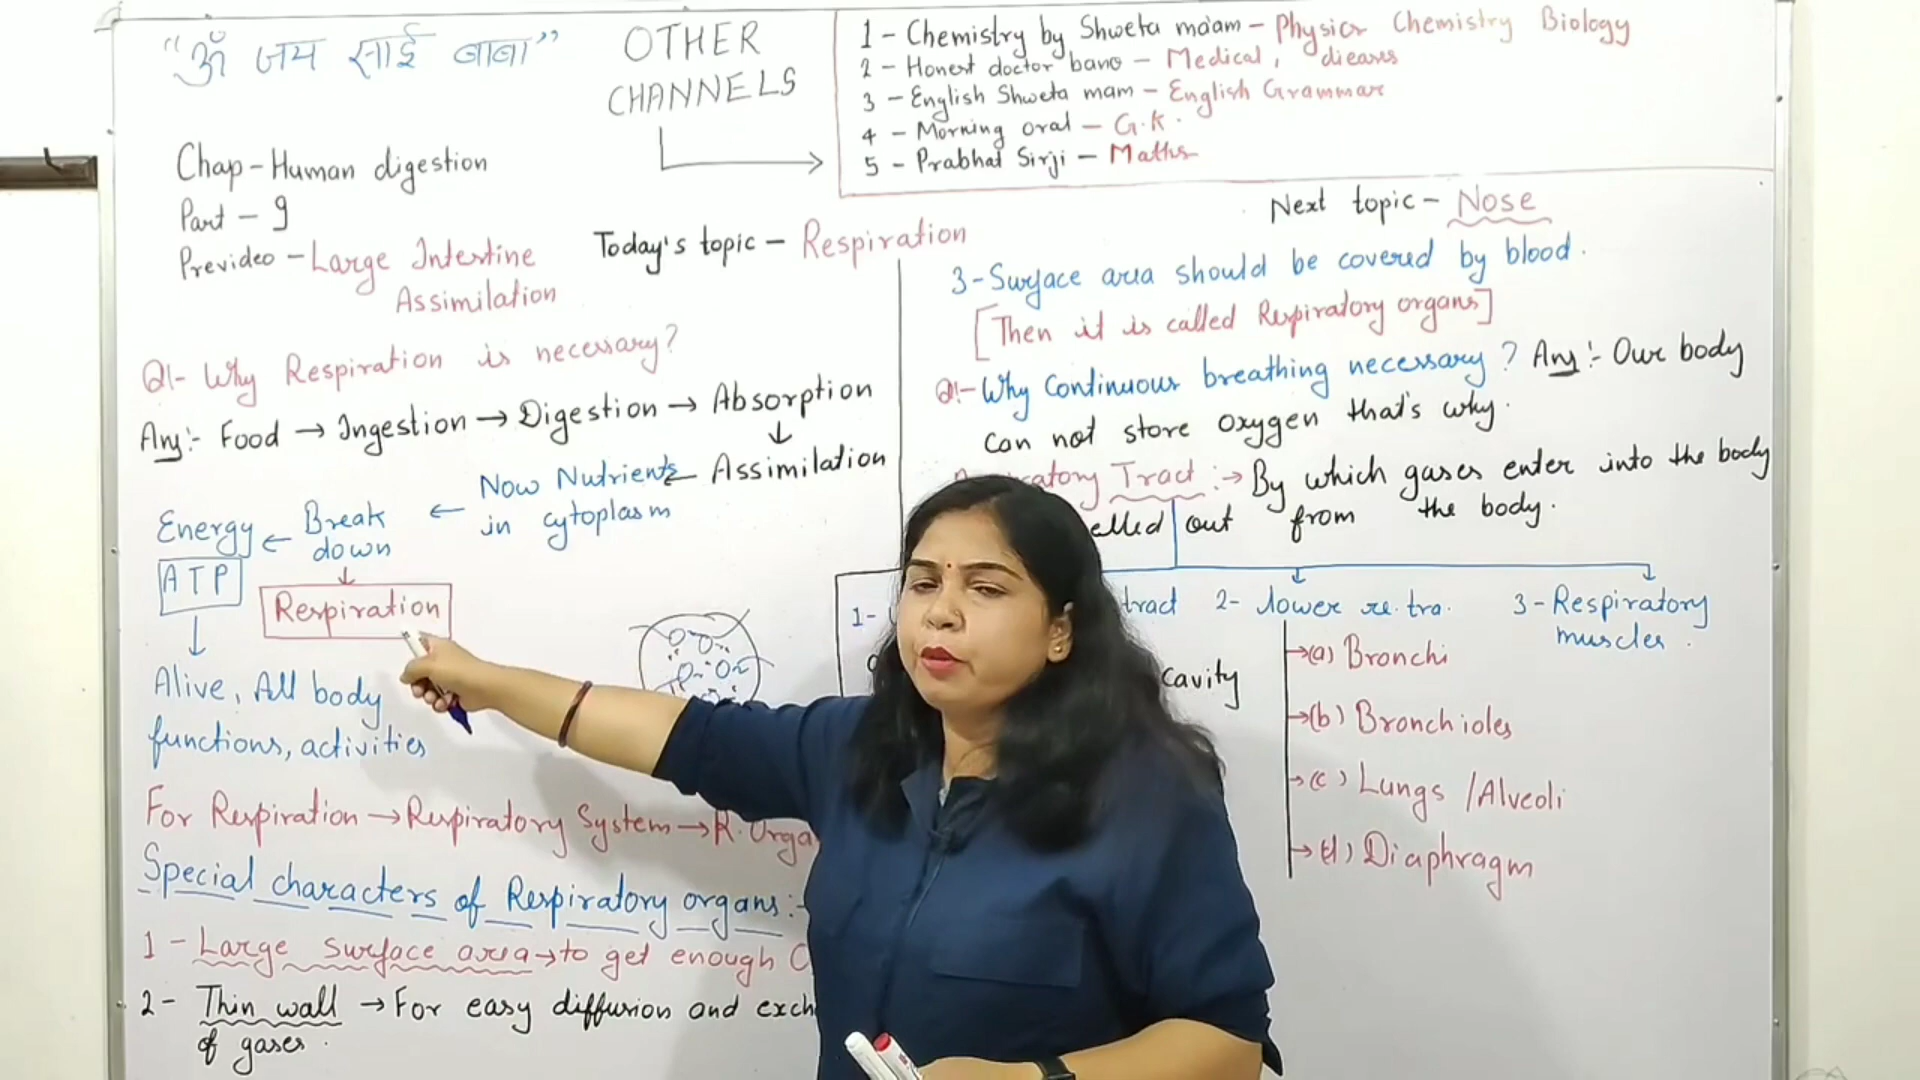 “ॐ जय साई बाबा”
OTHER
CHANNELS
1 - Chemistry by Shweta ma'am - Physics Chemistry Biology
2 - Honest doctor bano - Medical, dieases
3 - English Shweta mam - English Grammar
4 - Morning oral - G.K.
5 - Prabhat Sirji - Maths
Chap - Human digestion
Part - 9
Prevideo - Large Intestine
Assimilation
Today's topic - Respiration
Q1- Why Respiration is necessary?
Ans:- Food → Ingestion → Digestion → Absorption
↓
Energy ← Break down ← Now Nutrients in cytoplasm ← Assimilation
ATP
Respiration
Alive, All body
functions, activities
For Respiration → Respiratory System → R.
Special characters of Respiratory organs :-
1 - Large surface area → to get enough
2 - Thin wall → For easy diffusion and
of gases.
Next topic - Nose
3 - Surface area should be covered by blood.
[Then it is called Respiratory organs]
Q1- Why Continuous breathing necessary? Ans:- Our body
can not store oxygen that's why.
Tract :→ By which gases enter into the body
out from the body.
1-
tract
cavity
2- lower re. tra.
→(a) Bronchi
→(b) Bronchioles
→(c) Lungs / Alveoli
→(d) Diaphragm
3 - Respiratory
muscles.